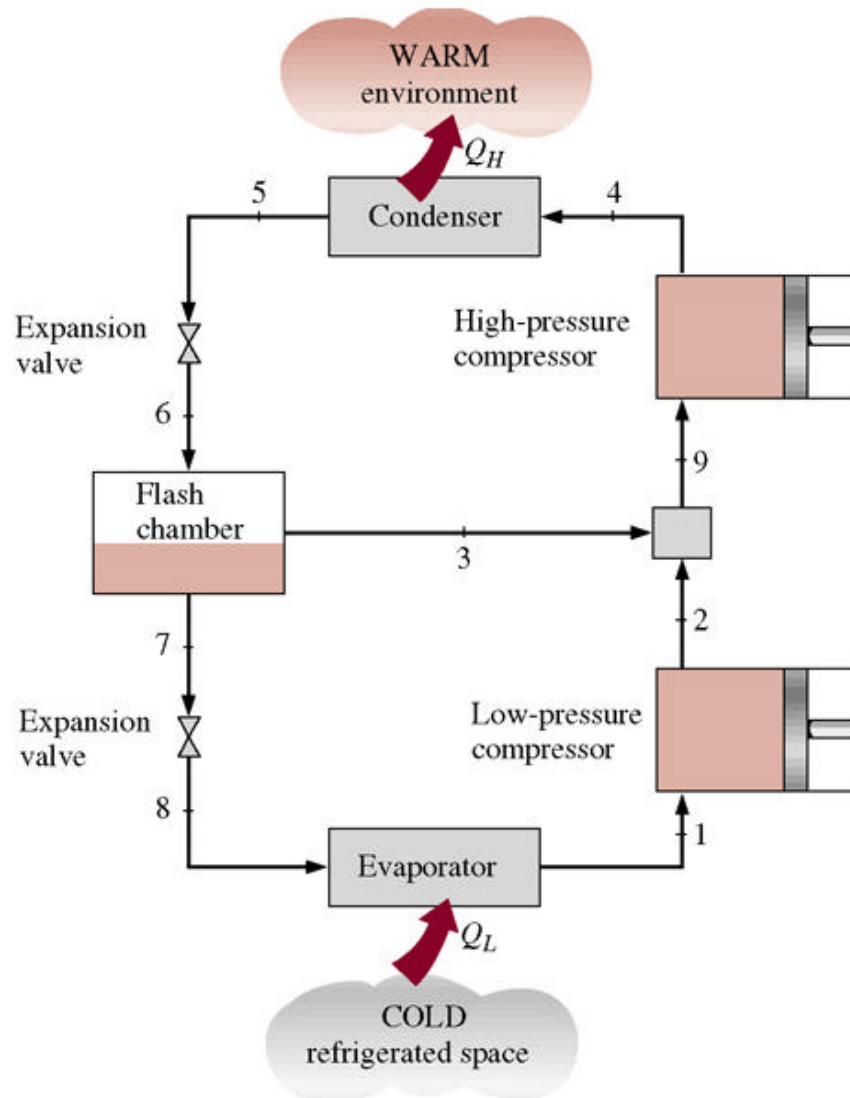 WARM
environment
Q_H
5
4
Condenser
Expansion
valve
High-pressure
compressor
6
9
Flash
chamber
3
7
2
Expansion
valve
Low-pressure
compressor
8
1
Evaporator
Q_L
COLD
refrigerated space